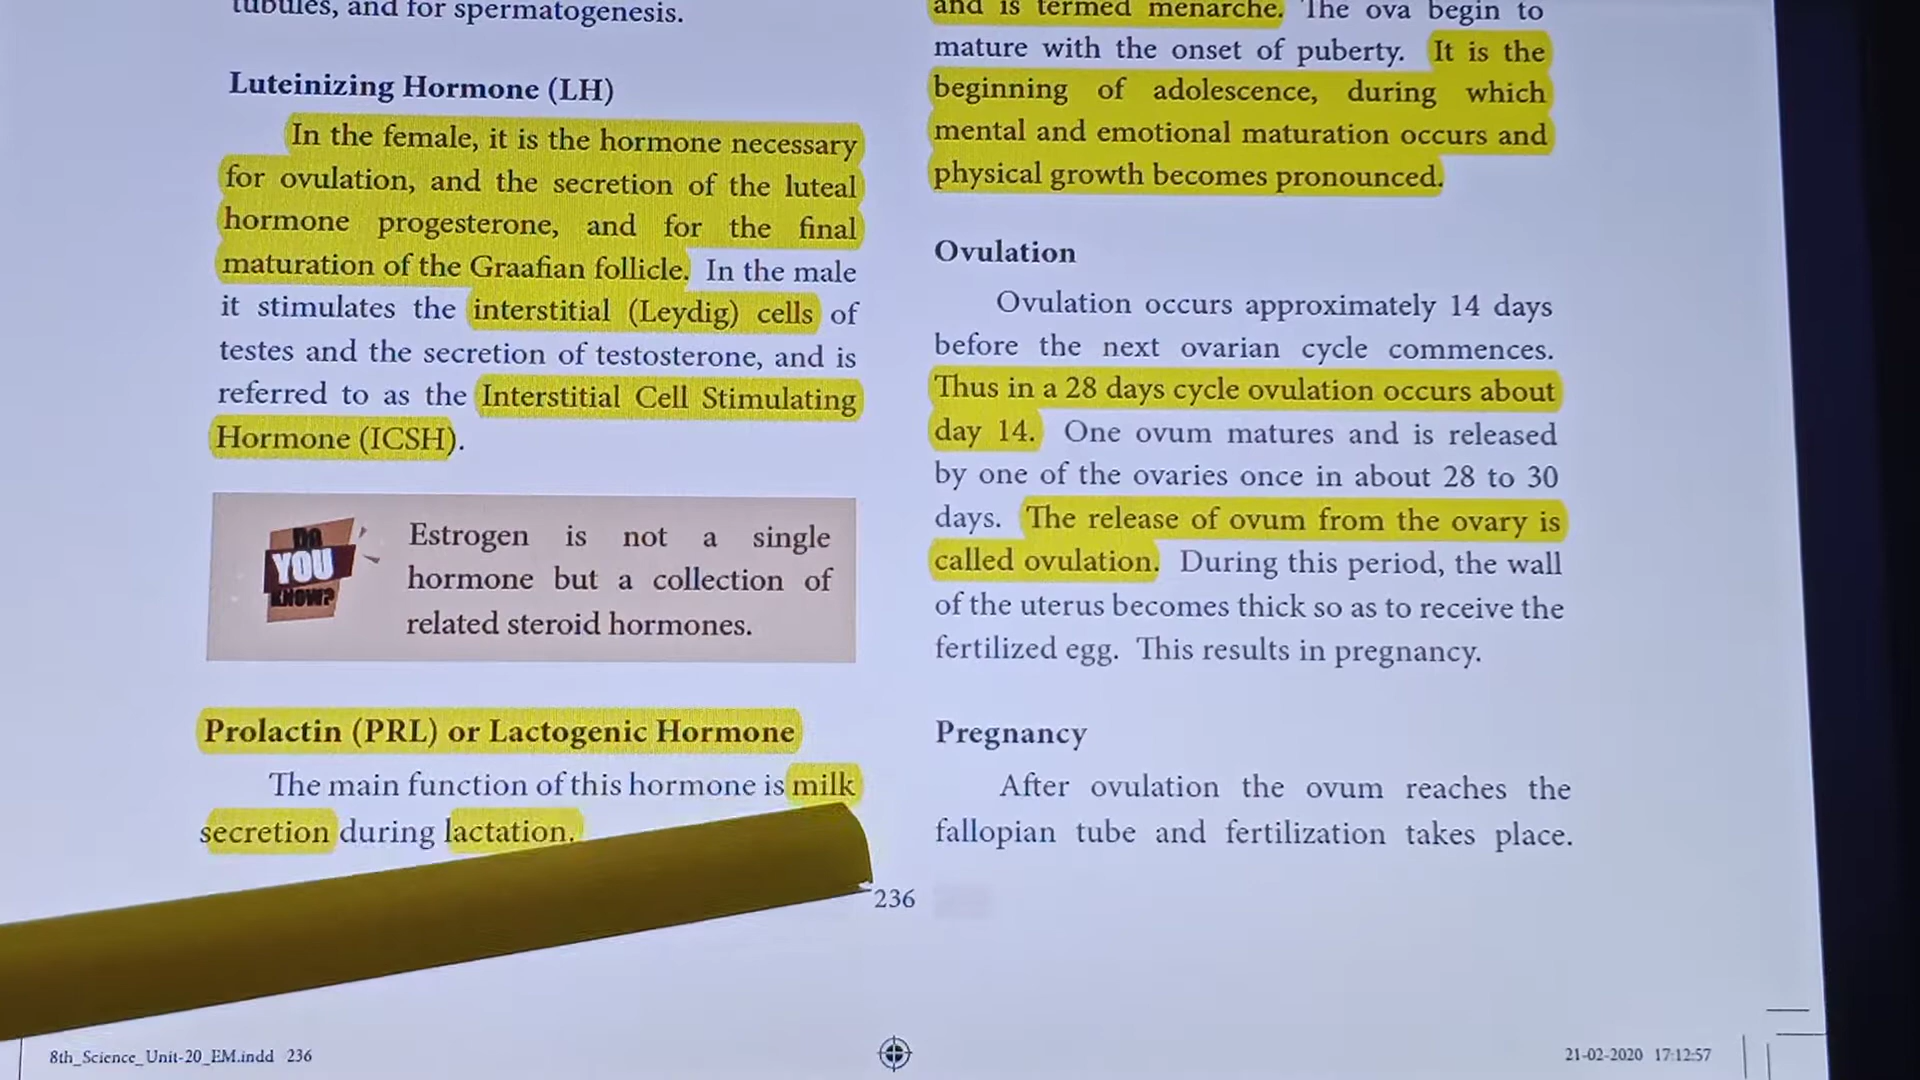 tubules, and for spermatogenesis.
Luteinizing Hormone (LH)
In the female, it is the hormone necessary
for ovulation, and the secretion of the luteal
hormone progesterone, and for the final
maturation of the Graafian follicle. In the male
it stimulates the interstitial (Leydig) cells of
testes and the secretion of testosterone, and is
referred to as the Interstitial Cell Stimulating
Hormone (ICSH).
DO
YOU
KNOW?
Estrogen is not a single
hormone but a collection of
related steroid hormones.
Prolactin (PRL) or Lactogenic Hormone
The main function of this hormone is milk
secretion during lactation.
and is termed menarche. The ova begin to
mature with the onset of puberty. It is the
beginning of adolescence, during which
mental and emotional maturation occurs and
physical growth becomes pronounced.
Ovulation
Ovulation occurs approximately 14 days
before the next ovarian cycle commences.
Thus in a 28 days cycle ovulation occurs about
day 14. One ovum matures and is released
by one of the ovaries once in about 28 to 30
days. The release of ovum from the ovary is
called ovulation. During this period, the wall
of the uterus becomes thick so as to receive the
fertilized egg. This results in pregnancy.
Pregnancy
After ovulation the ovum reaches the
fallopian tube and fertilization takes place.
236
8th_Science_Unit-20_EM.indd 236
21-02-2020 17:12:57